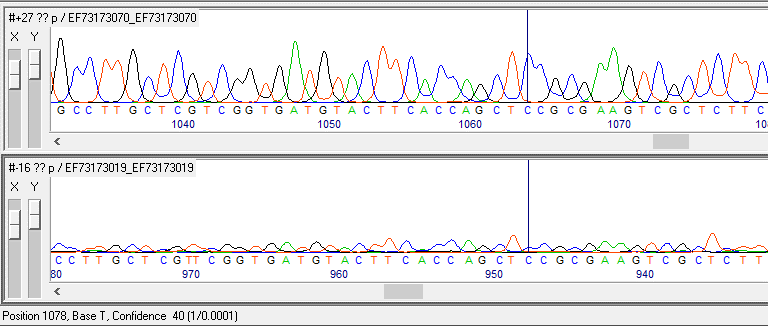 #+27 ?? p / EF73173070_EF73173070
X Y
G C C T T G C T C G T C G G T G A T G T A C T T C A C C A G C T C C G C G A A G T C G C T C T T C
1040 1050 1060 1070 108
<
#-16 ?? p / EF73173019_EF73173019
X Y
C C T T G C T C G T T C G G T G A T G T A C T T C A C C A G C T C C G C G A A G T C G C T C T T
80 970 960 950 940
<
Position 1078, Base T, Confidence 40 (1/0.0001)